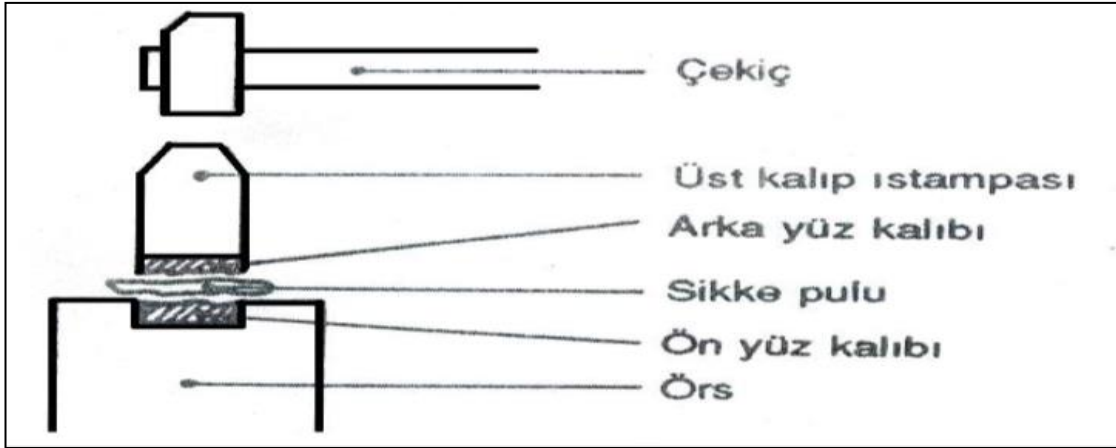 Çekiç
Üst kalıp ıstampası
Arka yüz kalıbı
Sikke pulu
Ön yüz kalıbı
Örs